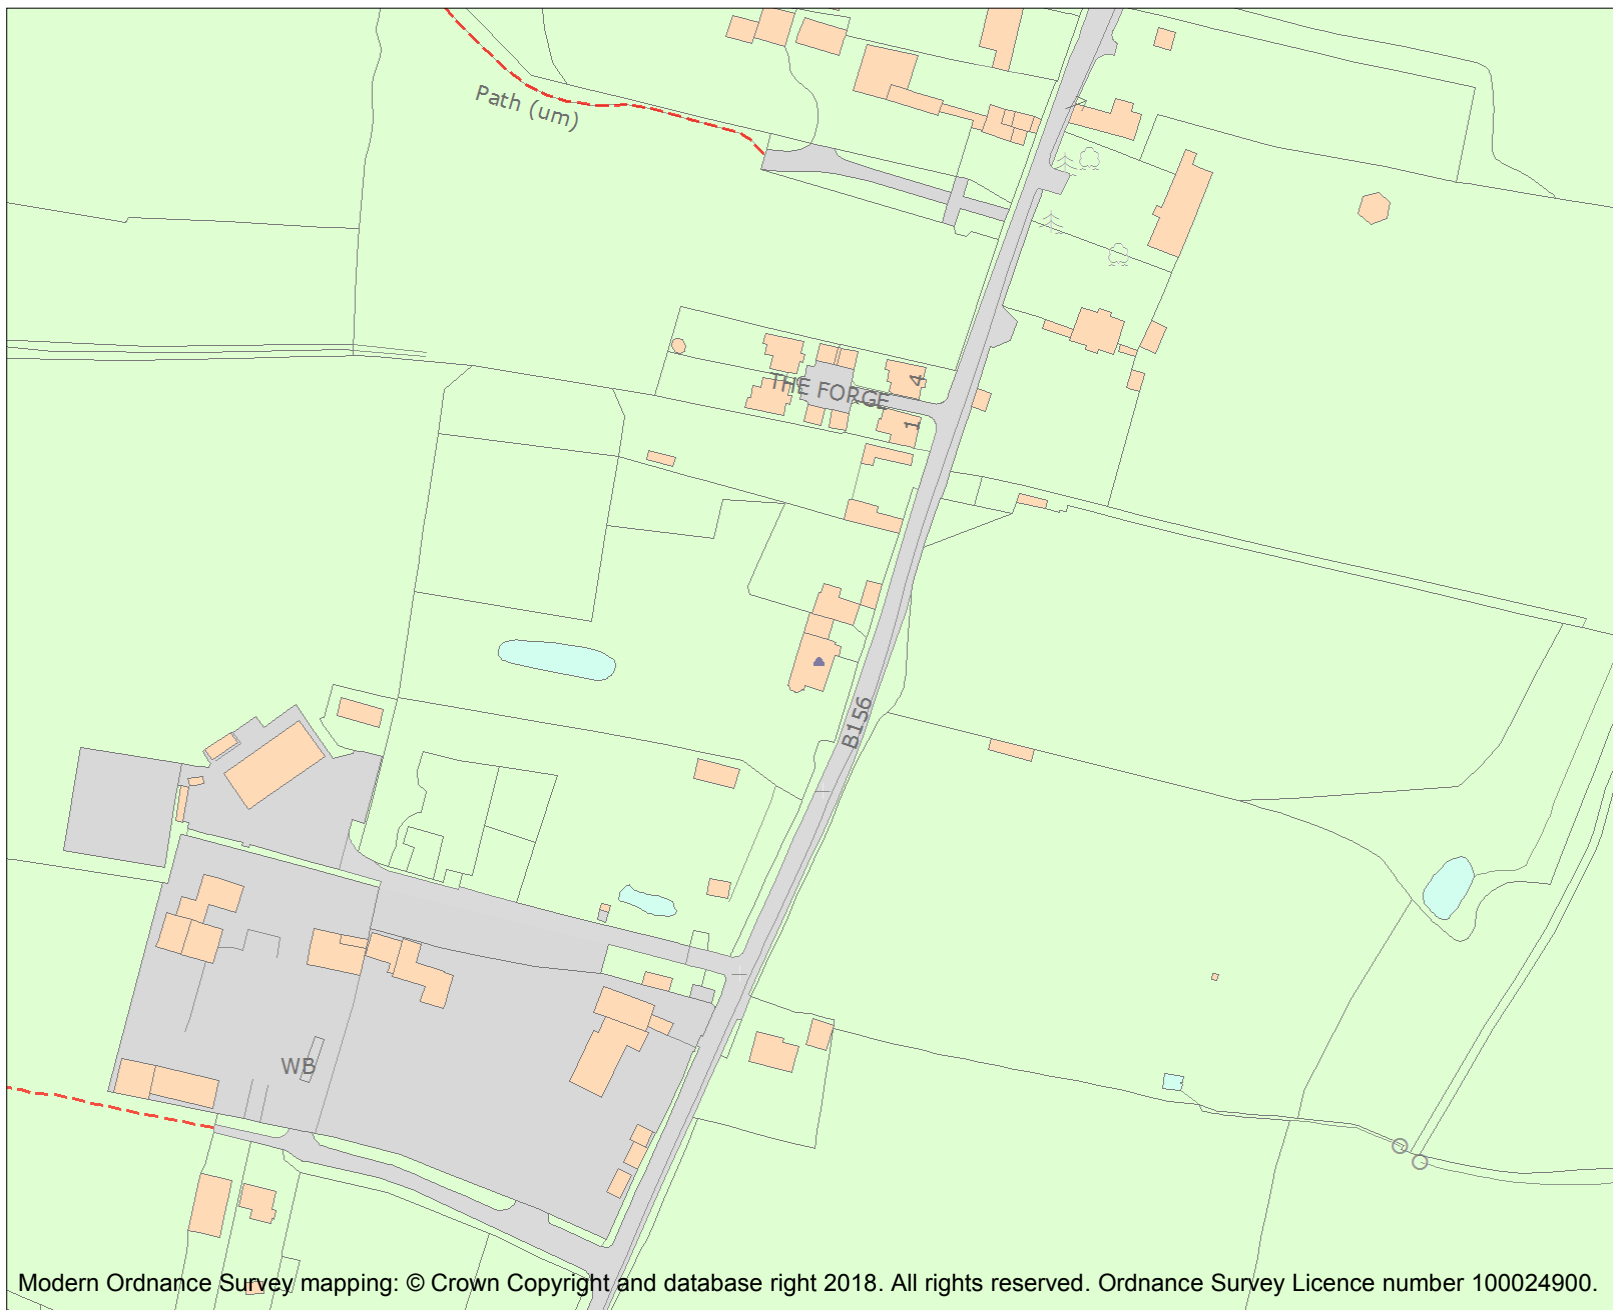 Path (um)
THE FORGE
4
1
B156
WB
Modern Ordnance Survey mapping: © Crown Copyright and database right 2018. All rights reserved. Ordnance Survey Licence number 100024900.